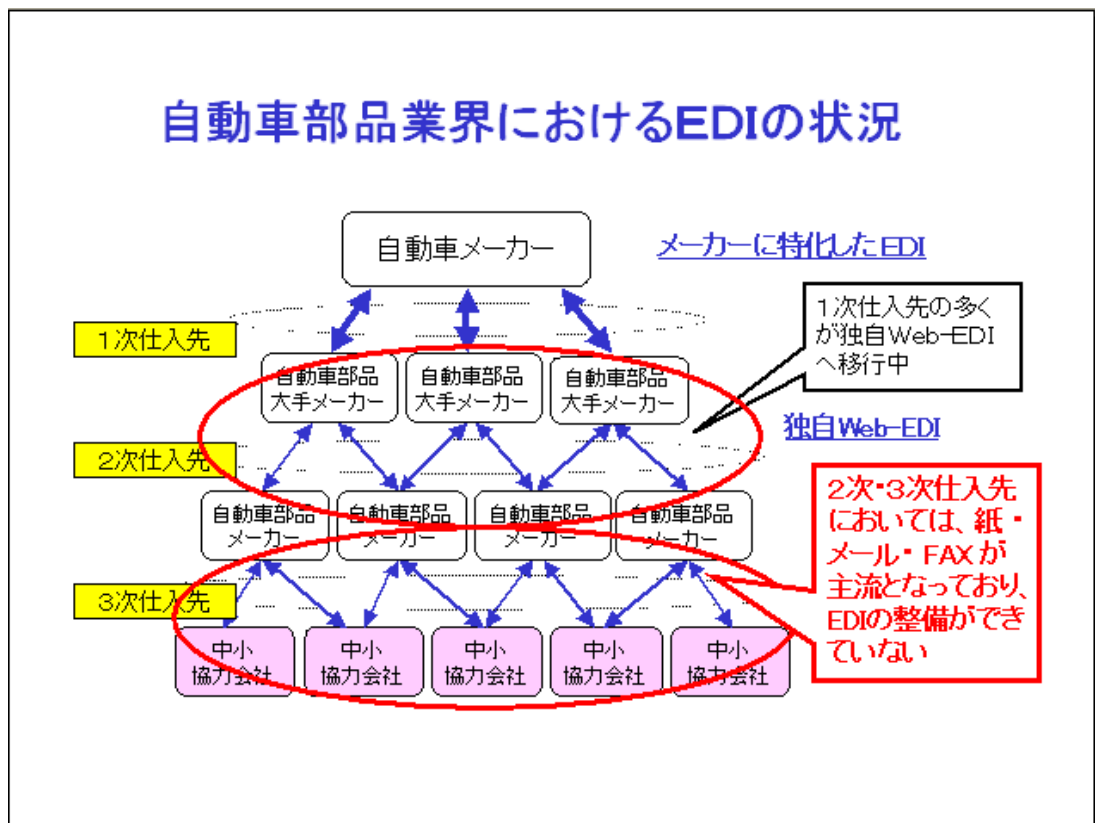 自動車部品業界におけるEDIの状況
自動車メーカー
メーカーに特化したEDI
1次仕入先の多く
が独自Web-EDI
へ移行中
1次仕入先
自動車部品
大手メーカー
自動車部品
大手メーカー
自動車部品
大手メーカー
独自Web-EDI
2次仕入先
自動車部品
メーカー
自動車部品
メーカー
自動車部品
メーカー
自動車部品
メーカー
2次・3次仕入先
においては、紙・
メール・FAXが
主流となっており、
EDIの整備ができ
ていない
3次仕入先
中小
協力会社
中小
協力会社
中小
協力会社
中小
協力会社
中小
協力会社